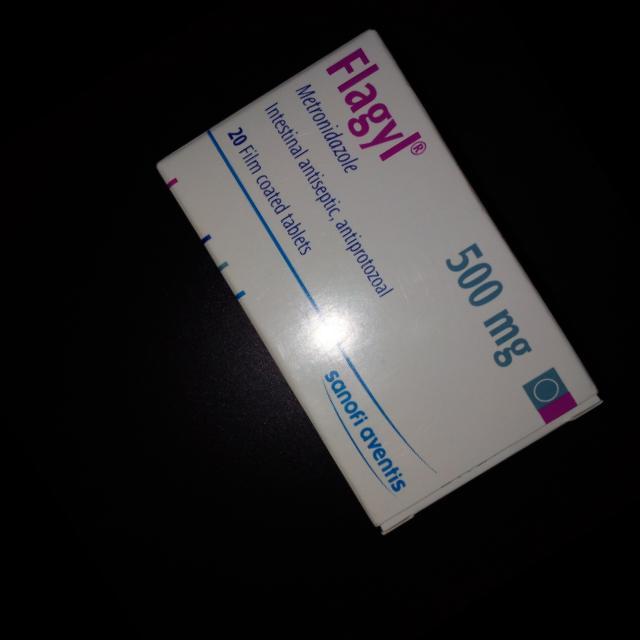 Flagyl®
500 mg
Metronidazole
Intestinal antiseptic, antiprotozoal
20 Film coated tablets
sanofi aventis